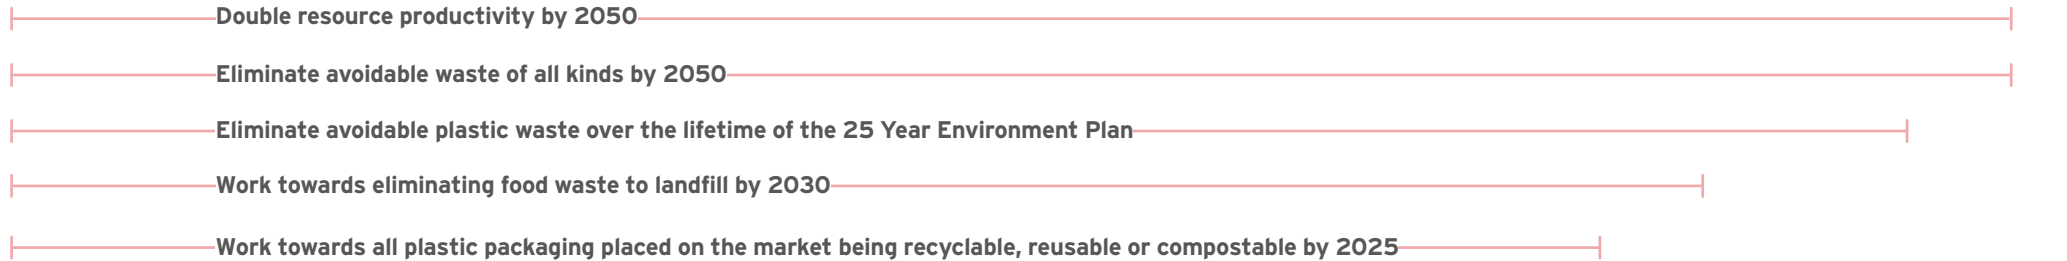 Double resource productivity by 2050
Eliminate avoidable waste of all kinds by 2050
Eliminate avoidable plastic waste over the lifetime of the 25 Year Environment Plan
Work towards eliminating food waste to landfill by 2030
Work towards all plastic packaging placed on the market being recyclable, reusable or compostable by 2025